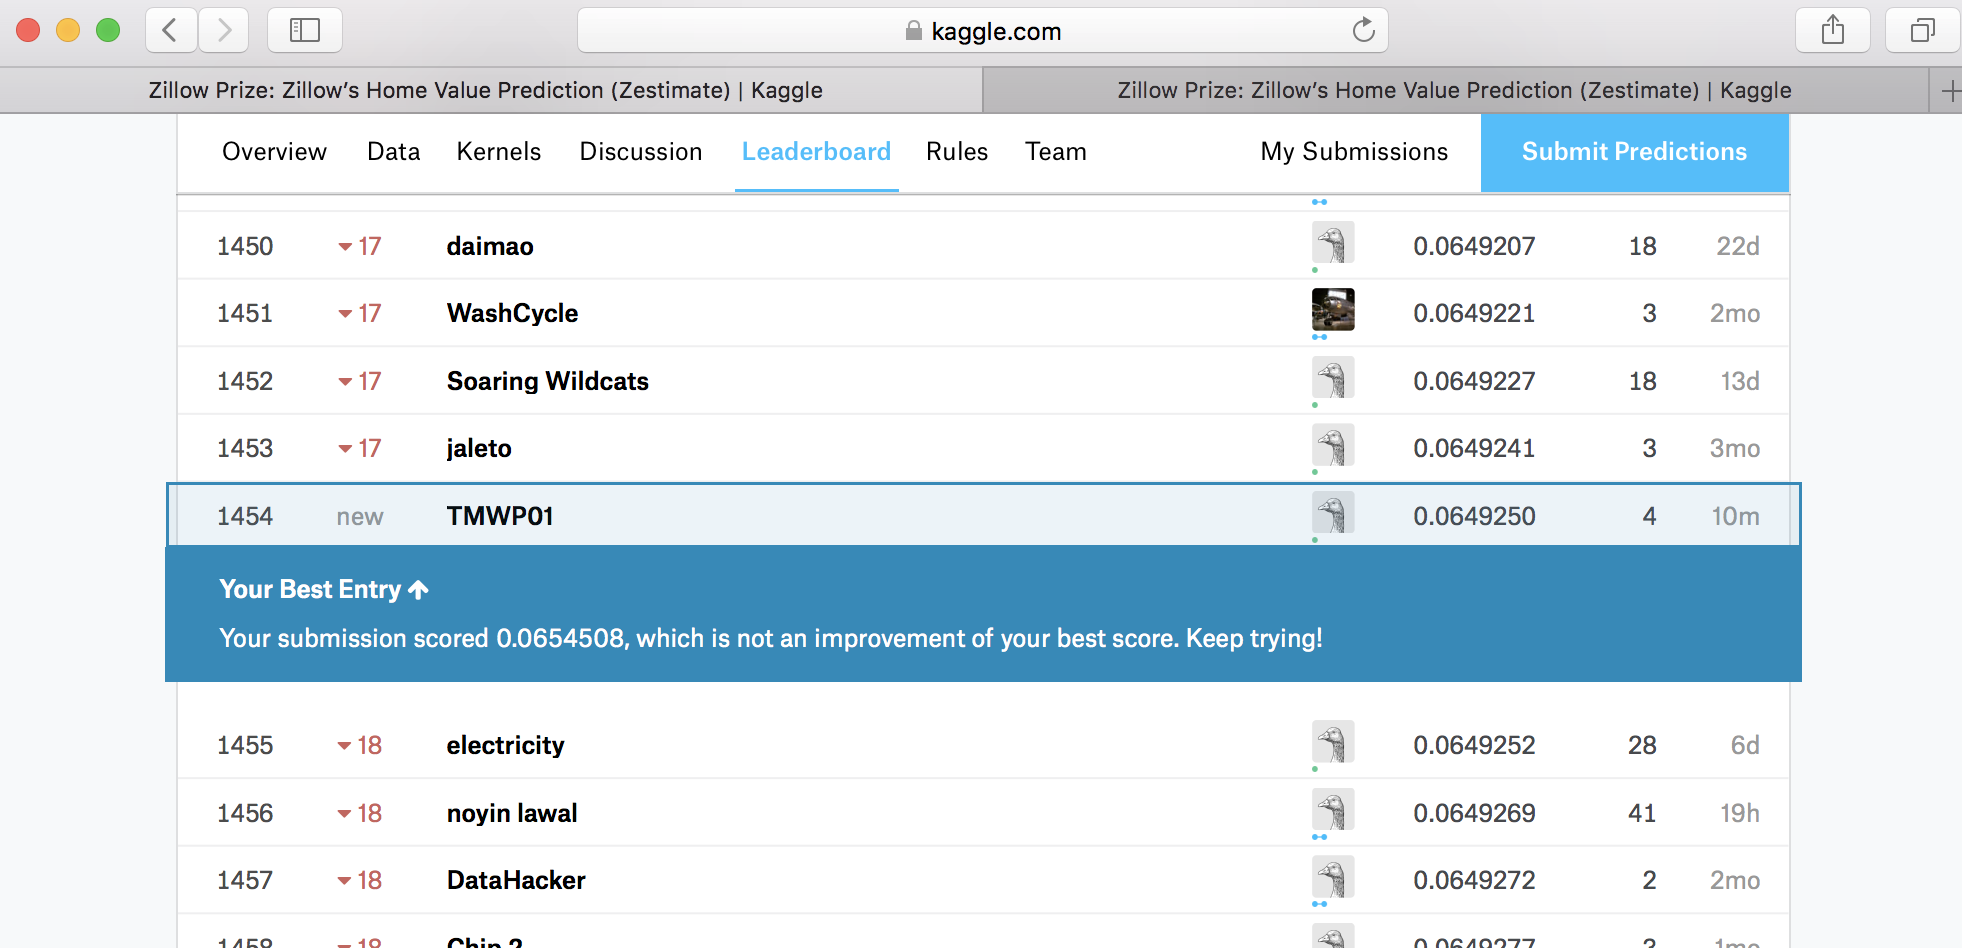 kaggle.com
Zillow Prize: Zillow’s Home Value Prediction (Zestimate) | Kaggle
Zillow Prize: Zillow’s Home Value Prediction (Zestimate) | Kaggle
Overview Data Kernels Discussion Leaderboard Rules Team My Submissions Submit Predictions
1450 17 daimao 0.0649207 18 22d
1451 17 WashCycle 0.0649221 3 2mo
1452 17 Soaring Wildcats 0.0649227 18 13d
1453 17 jaleto 0.0649241 3 3mo
1454 new TMWP01 0.0649250 4 10m
Your Best Entry
Your submission scored 0.0654508, which is not an improvement of your best score. Keep trying!
1455 18 electricity 0.0649252 28 6d
1456 18 noyin lawal 0.0649269 41 19h
1457 18 DataHacker 0.0649272 2 2mo
1458 18 Chip 2 0.0649277 1mo